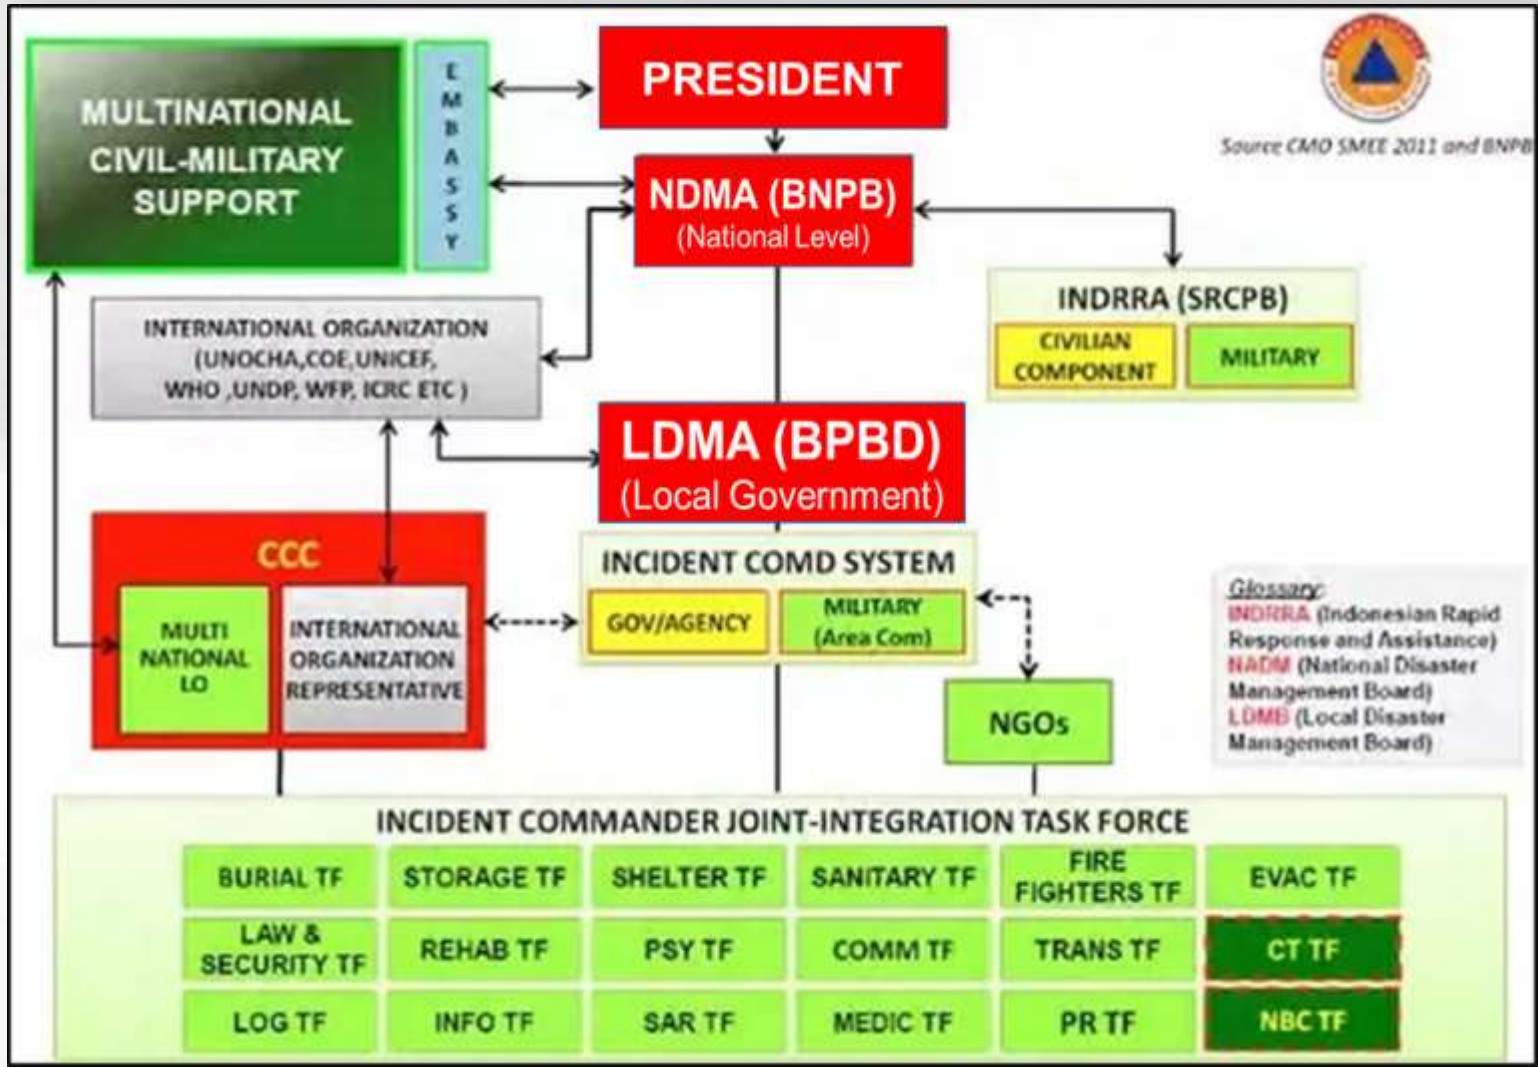 MULTINATIONAL
CIVIL-MILITARY
SUPPORT
EMBASSY
PRESIDENT
Source CMO SMEE 2011 and BNPB
NDMA (BNPB)
(National Level)
INTERNATIONAL ORGANIZATION
(UNOCHA,COE,UNICEF,
WHO ,UNDP, WFP, ICRC ETC )
INDRRA (SRCPB)
CIVILIAN
COMPONENT
MILITARY
LDMA (BPBD)
(Local Government)
CCC
MULTI
NATIONAL
LO
INTERNATIONAL
ORGANIZATION
REPRESENTATIVE
INCIDENT COMD SYSTEM
GOV/AGENCY
MILITARY
(Area Com)
NGOs
Glossary:
INDRRA (Indonesian Rapid
Response and Assistance)
NADM (National Disaster
Management Board)
LDMB (Local Disaster
Management Board)
INCIDENT COMMANDER JOINT-INTEGRATION TASK FORCE
BURIAL TF
STORAGE TF
SHELTER TF
SANITARY TF
FIRE
FIGHTERS TF
EVAC TF
LAW &
SECURITY TF
REHAB TF
PSY TF
COMM TF
TRANS TF
CT TF
LOG TF
INFO TF
SAR TF
MEDIC TF
PR TF
NBC TF